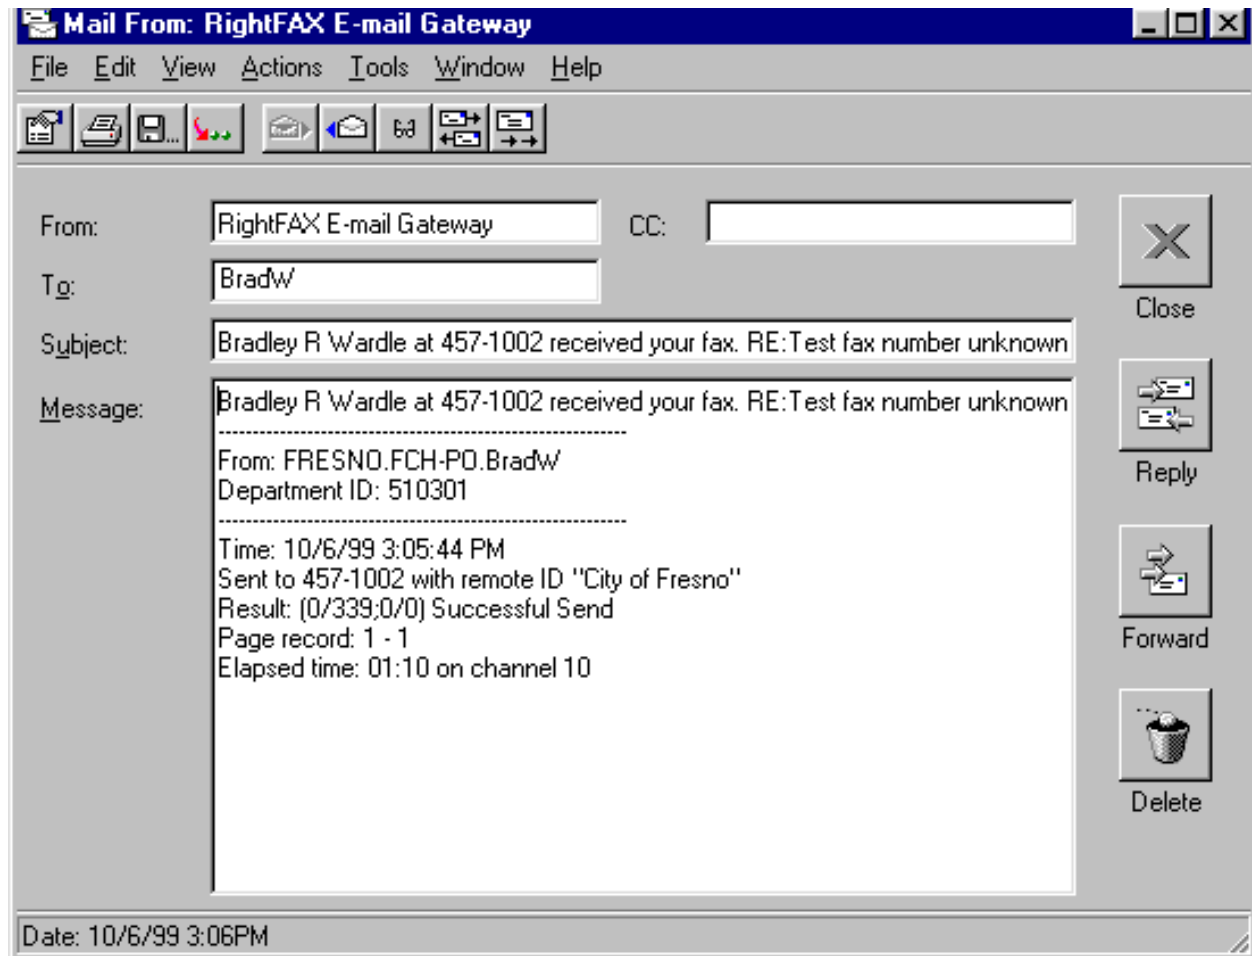 Mail From: RightFAX E-mail Gateway
File Edit View Actions Tools Window Help
From: RightFAX E-mail Gateway CC:
To: BradW
Close
Subject: Bradley R Wardle at 457-1002 received your fax. RE:Test fax number unknown
Message: Bradley R Wardle at 457-1002 received your fax. RE:Test fax number unknown
------------------------------------------------------------
From: FRESNO.FCH-PO.BradW
Department ID: 510301
Reply
------------------------------------------------------------
Time: 10/6/99 3:05:44 PM
Sent to 457-1002 with remote ID "City of Fresno"
Result: (0/339;0/0) Successful Send
Page record: 1 - 1
Forward
Elapsed time: 01:10 on channel 10
Delete
Date: 10/6/99 3:06PM